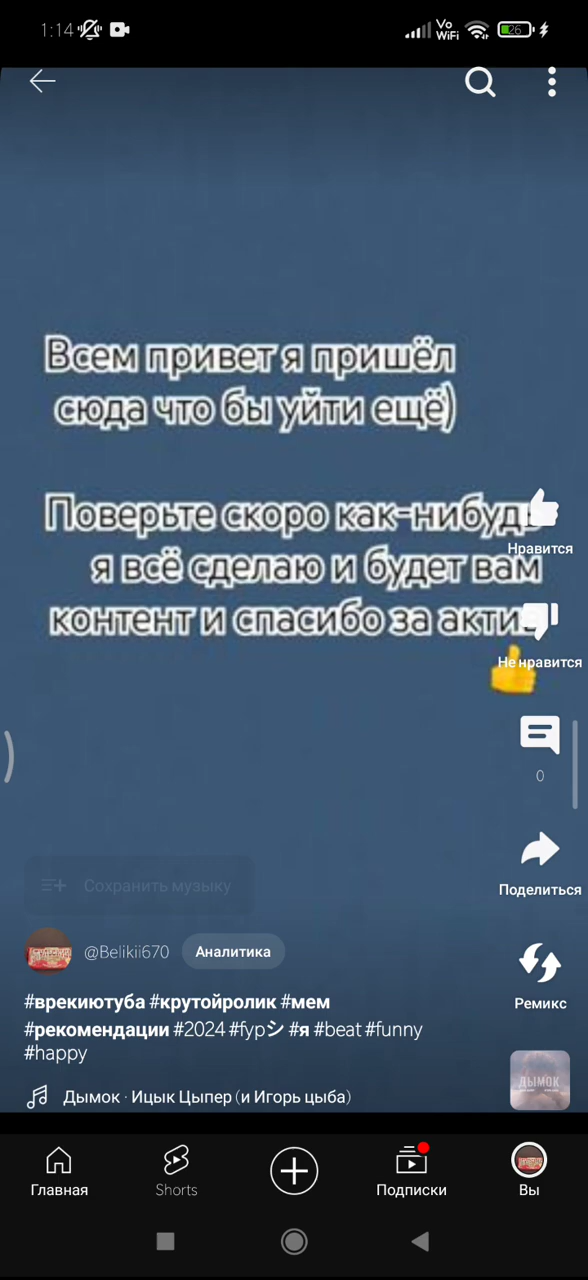 1:14
Vo
WiFi
26
Всем привет я пришёл
сюда что бы уйти ещё)
Поверьте скоро как-нибудь
я всё сделаю и будет вам
контент и спасибо за
Нравится
Не нравится
0
Поделиться
Сохранить музыку
@Belikii670
Аналитика
Ремикс
#врекиютуба #крутойролик #мем
#рекомендации #2024 #fypシ #я #beat #funny
#happy
ДЫМОК
Дымок · Ицык Цыпер (и Игорь цыба)
Главная
Shorts
Подписки
Вы